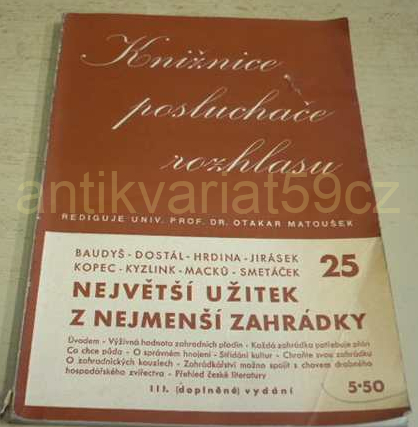 Knižnice
posluchače
rozhlasu
antikvariat59cz
REDIGUJE UNIV. PROF. DR. OTAKAR MATOUŠEK
BAUDYŠ - DOSTÁL - HRDINA - JIRÁSEK
KOPEC - KYZLINK - MACKŮ - SMETÁČEK
25
NEJVĚTŠÍ UŽITEK
Z NEJMENŠÍ ZAHRÁDKY
Úvodem - Výživná hodnota zahradních plodin - Každá zahrádka potřebuje plán
Co chce půda - O správném hnojení - Střídání kultur - Chraňte svou zahrádku
O zahradnických kouzlech - Zahrádkářství možno spojit s chovem drobného
hospodářského zvířectva - Přehled české literatury
III. (doplněné) vydání
5·50